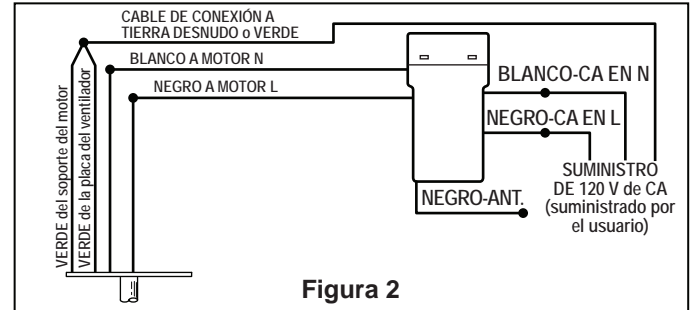 CABLE DE CONEXIÓN A
TIERRA DESNUDO o VERDE
BLANCO A MOTOR N
NEGRO A MOTOR L
VERDE del soporte del motor
VERDE de la placa del ventilador
BLANCO-CA EN N
NEGRO-CA EN L
NEGRO-ANT.
SUMINISTRO
DE 120 V de CA
(suministrado por
el usuario)
Figura 2